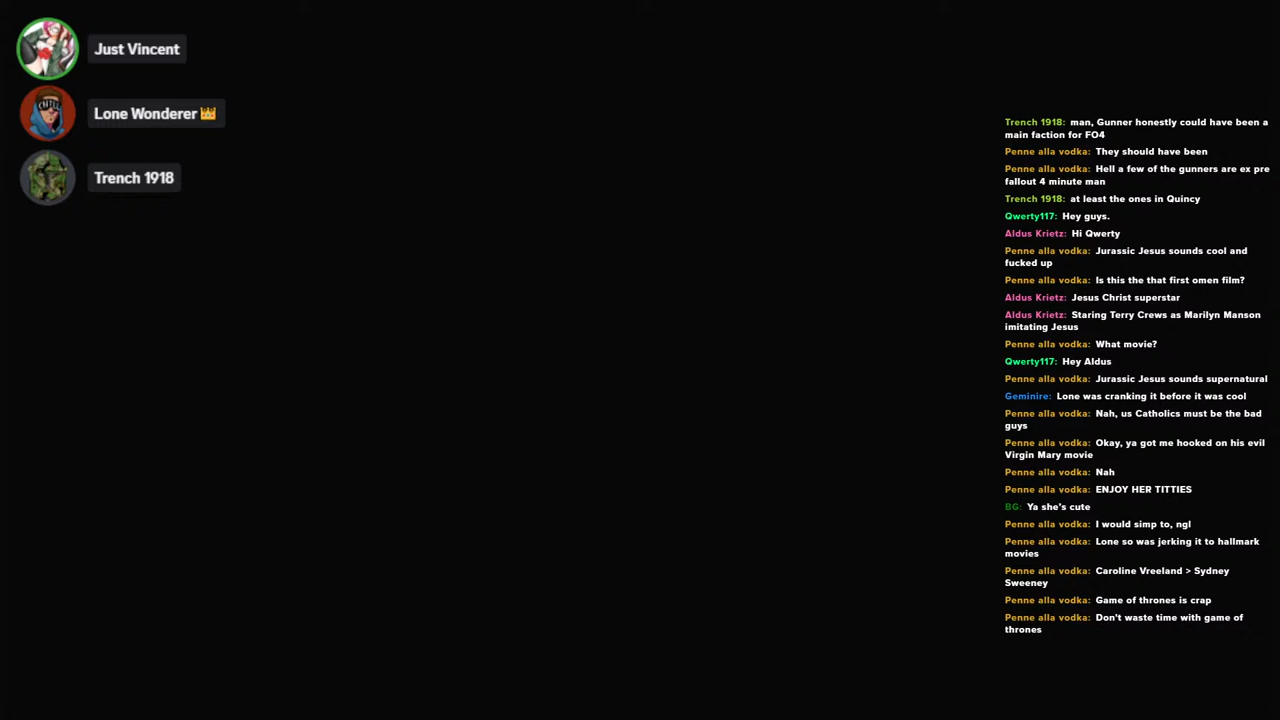 Just Vincent
Lone Wonderer 👑
Trench 1918
Trench 1918: man, Gunner honestly could have been a
main faction for FO4
Penne alla vodka: They should have been
Penne alla vodka: Hell a few of the gunners are ex pre
fallout 4 minute man
Trench 1918: at least the ones in Quincy
Qwerty117: Hey guys.
Aldus Krietz: Hi Qwerty
Penne alla vodka: Jurassic Jesus sounds cool and
fucked up
Penne alla vodka: Is this the that first omen film?
Aldus Krietz: Jesus Christ superstar
Aldus Krietz: Staring Terry Crews as Marilyn Manson
imitating Jesus
Penne alla vodka: What movie?
Qwerty117: Hey Aldus
Penne alla vodka: Jurassic Jesus sounds supernatural
Geminire: Lone was cranking it before it was cool
Penne alla vodka: Nah, us Catholics must be the bad
guys
Penne alla vodka: Okay, ya got me hooked on his evil
Virgin Mary movie
Penne alla vodka: Nah
Penne alla vodka: ENJOY HER TITTIES
BG: Ya she's cute
Penne alla vodka: I would simp to, ngl
Penne alla vodka: Lone so was jerking it to hallmark
movies
Penne alla vodka: Caroline Vreeland > Sydney
Sweeney
Penne alla vodka: Game of thrones is crap
Penne alla vodka: Don't waste time with game of
thrones